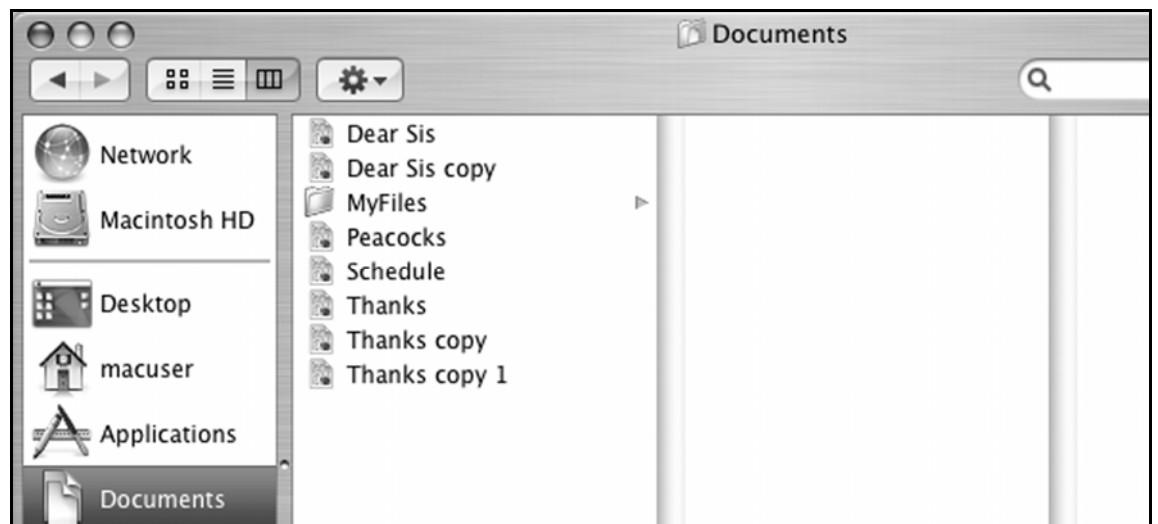 Documents
Network
Macintosh HD
Desktop
macuser
Applications
Documents
Dear Sis
Dear Sis copy
MyFiles
Peacocks
Schedule
Thanks
Thanks copy
Thanks copy 1